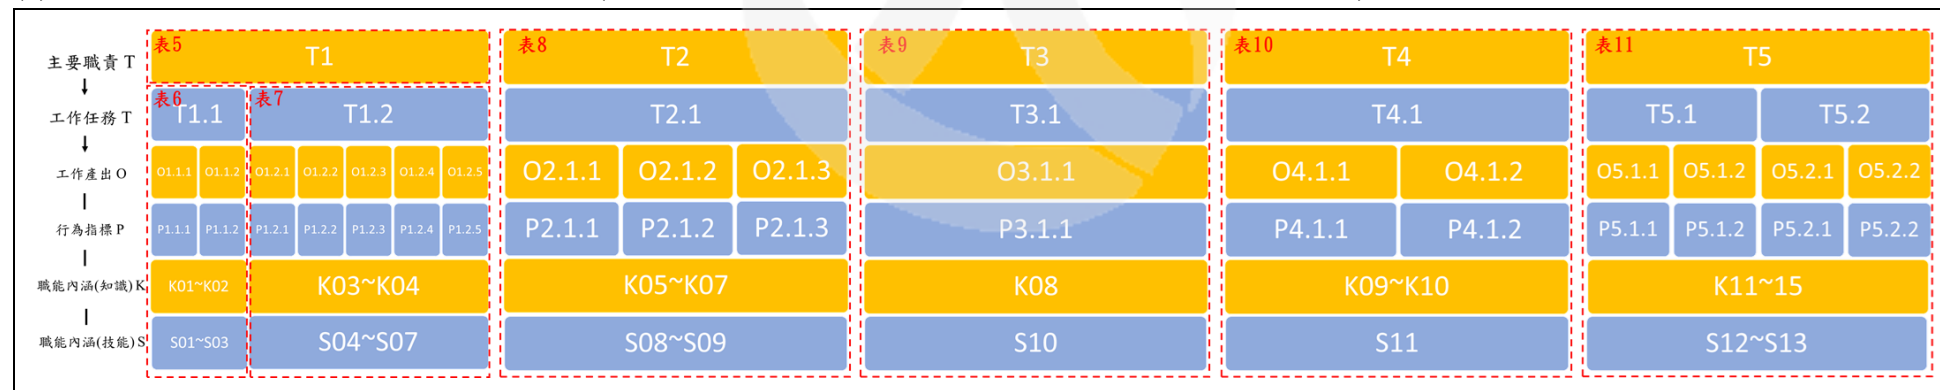 主要職責 T 表5 T1 表8 T2 表9 T3 表10 T4 表11 T5
工作任務 T 表6 T1.1 表7 T1.2 T2.1 T3.1 T4.1 T5.1 T5.2
工作產出 O O1.1.1 O1.1.2 O1.2.1 O1.2.2 O1.2.3 O1.2.4 O1.2.5 O2.1.1 O2.1.2 O2.1.3 O3.1.1 O4.1.1 O4.1.2 O5.1.1 O5.1.2 O5.2.1 O5.2.2
行為指標 P P1.1.1 P1.1.2 P1.2.1 P1.2.2 P1.2.3 P1.2.4 P1.2.5 P2.1.1 P2.1.2 P2.1.3 P3.1.1 P4.1.1 P4.1.2 P5.1.1 P5.1.2 P5.2.1 P5.2.2
職能內涵(知識)K K01~K02 K03~K04 K05~K07 K08 K09~K10 K11~15
職能內涵(技能)S S01~S03 S04~S07 S08~S09 S10 S11 S12~S13